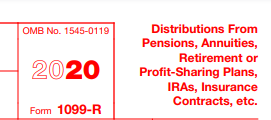 OMB No. 1545-0119
2020
Form 1099-R
Distributions From
Pensions, Annuities,
Retirement or
Profit-Sharing Plans,
IRAs, Insurance
Contracts, etc.